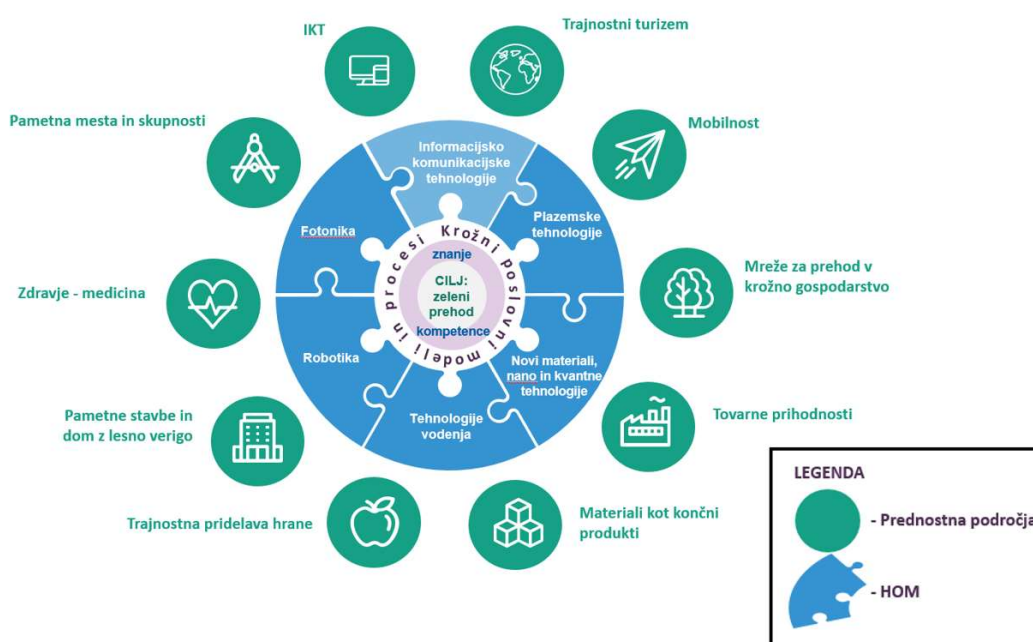 IKT
Trajnostni turizem
Pametna mesta in skupnosti
Mobilnost
Informacijsko
komunikacijske
tehnologije
Fotonika
Plazemske
tehnologije
Krožni poslovni modeli in procesi
znanje
CILJ:
zeleni
prehod
kompetence
Zdravje - medicina
Mreže za prehod v
krožno gospodarstvo
Robotika
Novi materiali,
nano in kvantne
tehnologije
Tehnologije
vodenja
Pametne stavbe in
dom z lesno verigo
Tovarne prihodnosti
Trajnostna pridelava hrane
Materiali kot končni
produkti
LEGENDA
- Prednostna področja
- HOM